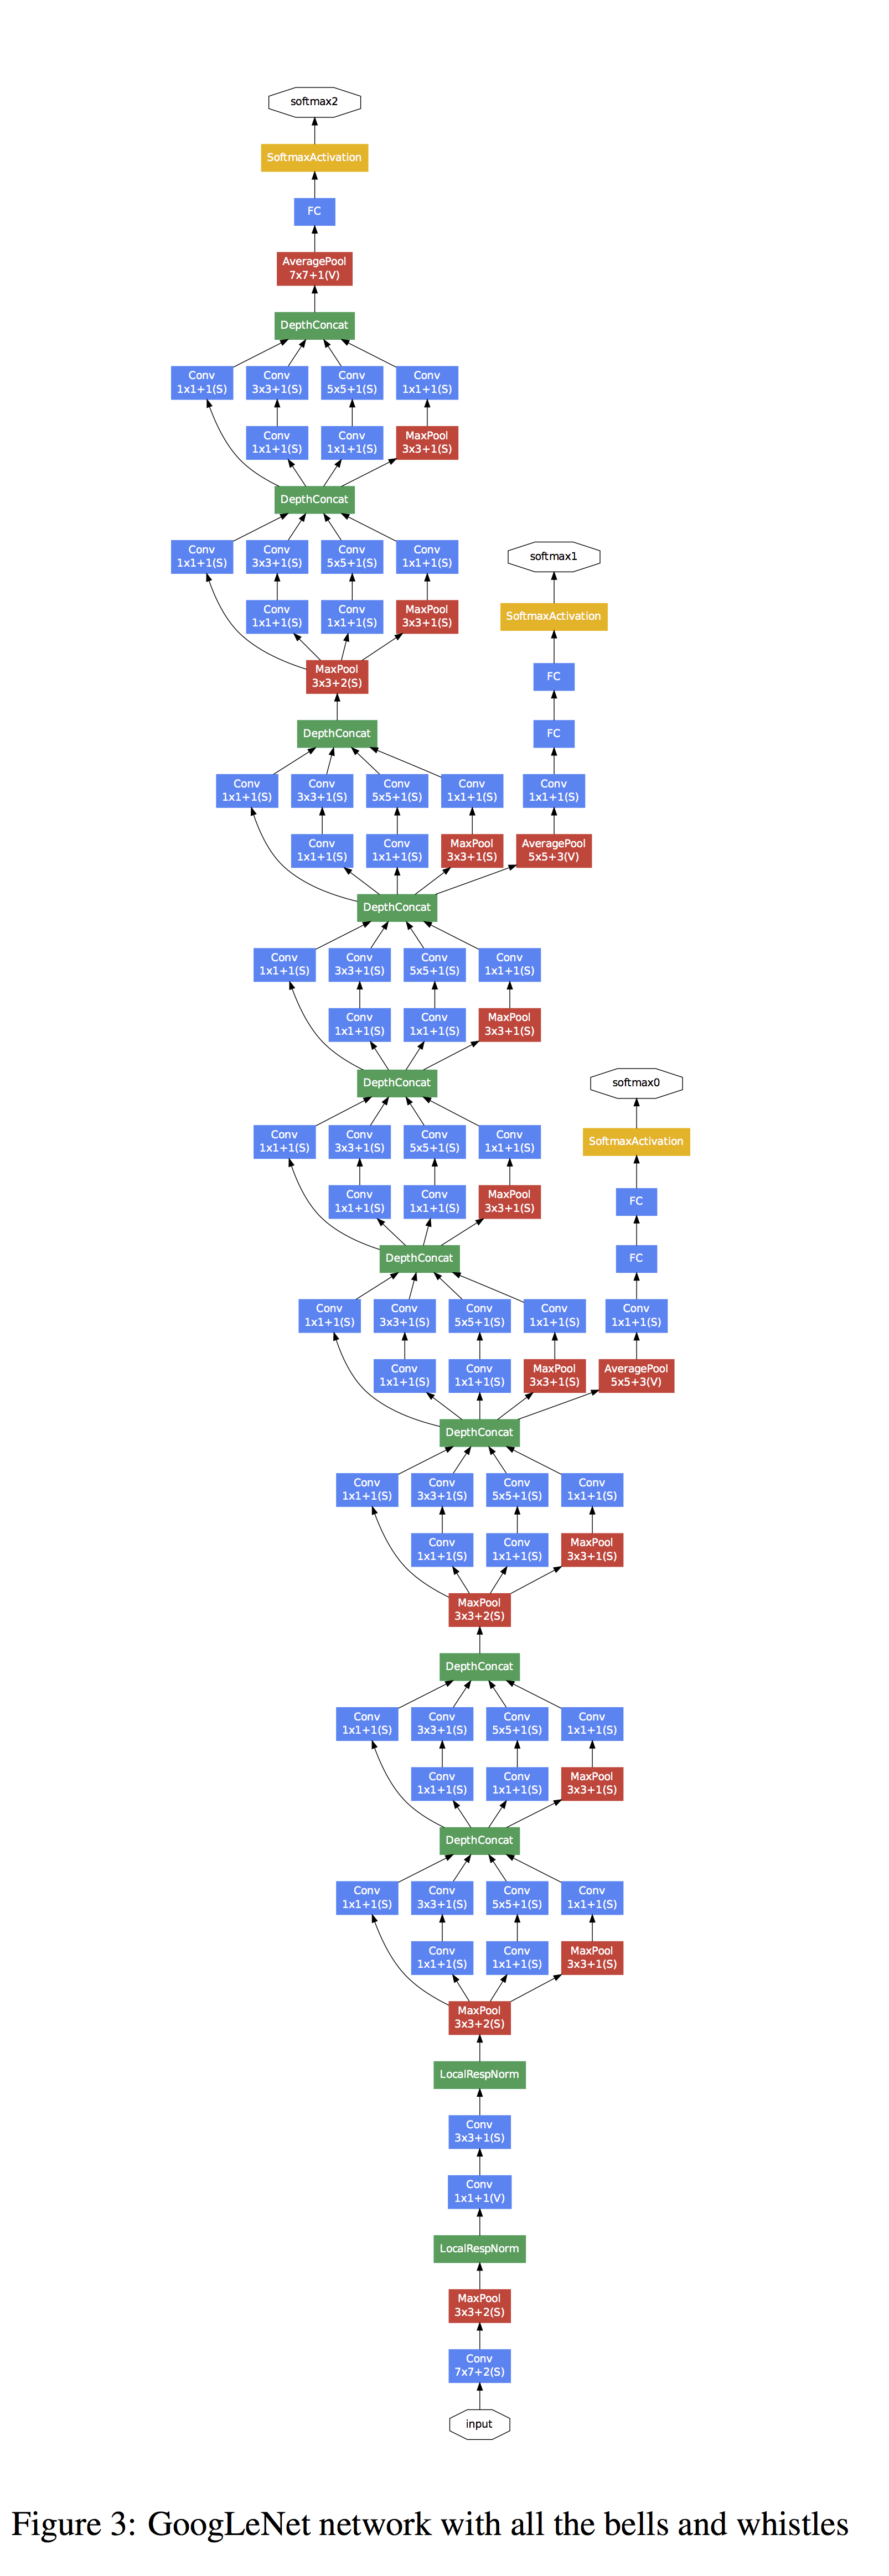 softmax2
SoftmaxActivation
FC
AveragePool
7x7+1(V)
DepthConcat
Conv Conv Conv Conv
1x1+1(S) 3x3+1(S) 5x5+1(S) 1x1+1(S)
Conv Conv MaxPool
1x1+1(S) 1x1+1(S) 3x3+1(S)
DepthConcat
Conv Conv Conv Conv softmax1
1x1+1(S) 3x3+1(S) 5x5+1(S) 1x1+1(S)
Conv Conv MaxPool SoftmaxActivation
1x1+1(S) 1x1+1(S) 3x3+1(S)
MaxPool FC
3x3+2(S)
DepthConcat FC
Conv Conv Conv Conv Conv
1x1+1(S) 3x3+1(S) 5x5+1(S) 1x1+1(S) 1x1+1(S)
Conv Conv MaxPool AveragePool
1x1+1(S) 1x1+1(S) 3x3+1(S) 5x5+3(V)
DepthConcat
Conv Conv Conv Conv
1x1+1(S) 3x3+1(S) 5x5+1(S) 1x1+1(S)
Conv Conv MaxPool
1x1+1(S) 1x1+1(S) 3x3+1(S)
DepthConcat softmax0
Conv Conv Conv Conv SoftmaxActivation
1x1+1(S) 3x3+1(S) 5x5+1(S) 1x1+1(S)
Conv Conv MaxPool FC
1x1+1(S) 1x1+1(S) 3x3+1(S)
DepthConcat FC
Conv Conv Conv Conv Conv
1x1+1(S) 3x3+1(S) 5x5+1(S) 1x1+1(S) 1x1+1(S)
Conv Conv MaxPool AveragePool
1x1+1(S) 1x1+1(S) 3x3+1(S) 5x5+3(V)
DepthConcat
Conv Conv Conv Conv
1x1+1(S) 3x3+1(S) 5x5+1(S) 1x1+1(S)
Conv Conv MaxPool
1x1+1(S) 1x1+1(S) 3x3+1(S)
MaxPool
3x3+2(S)
DepthConcat
Conv Conv Conv Conv
1x1+1(S) 3x3+1(S) 5x5+1(S) 1x1+1(S)
Conv Conv MaxPool
1x1+1(S) 1x1+1(S) 3x3+1(S)
DepthConcat
Conv Conv Conv Conv
1x1+1(S) 3x3+1(S) 5x5+1(S) 1x1+1(S)
Conv Conv MaxPool
1x1+1(S) 1x1+1(S) 3x3+1(S)
MaxPool
3x3+2(S)
LocalRespNorm
Conv
3x3+1(S)
Conv
1x1+1(V)
LocalRespNorm
MaxPool
3x3+2(S)
Conv
7x7+2(S)
input
Figure 3: GoogLeNet network with all the bells and whistles